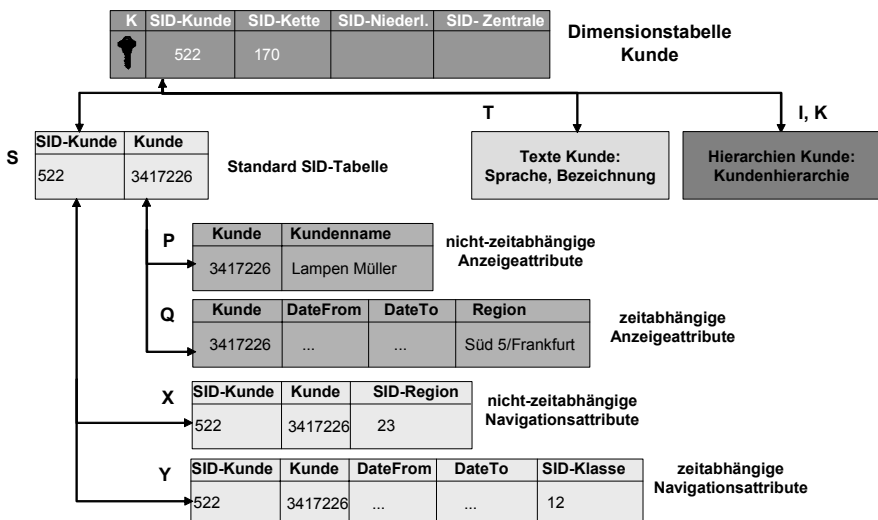 K SID-Kunde SID-Kette SID-Niederl. SID- Zentrale
522 170
Dimensionstabelle
Kunde
T
I, K
S
SID-Kunde Kunde
522 3417226
Standard SID-Tabelle
Texte Kunde:
Sprache, Bezeichnung
Hierarchien Kunde:
Kundenhierarchie
P
Kunde Kundenname
3417226 Lampen Müller
nicht-zeitabhängige
Anzeigeattribute
Q
Kunde DateFrom DateTo Region
3417226 ... ... Süd 5/Frankfurt
zeitabhängige
Anzeigeattribute
X
SID-Kunde Kunde SID-Region
522 3417226 23
nicht-zeitabhängige
Navigationsattribute
Y
SID-Kunde Kunde DateFrom DateTo SID-Klasse
522 3417226 ... ... 12
zeitabhängige
Navigationsattribute